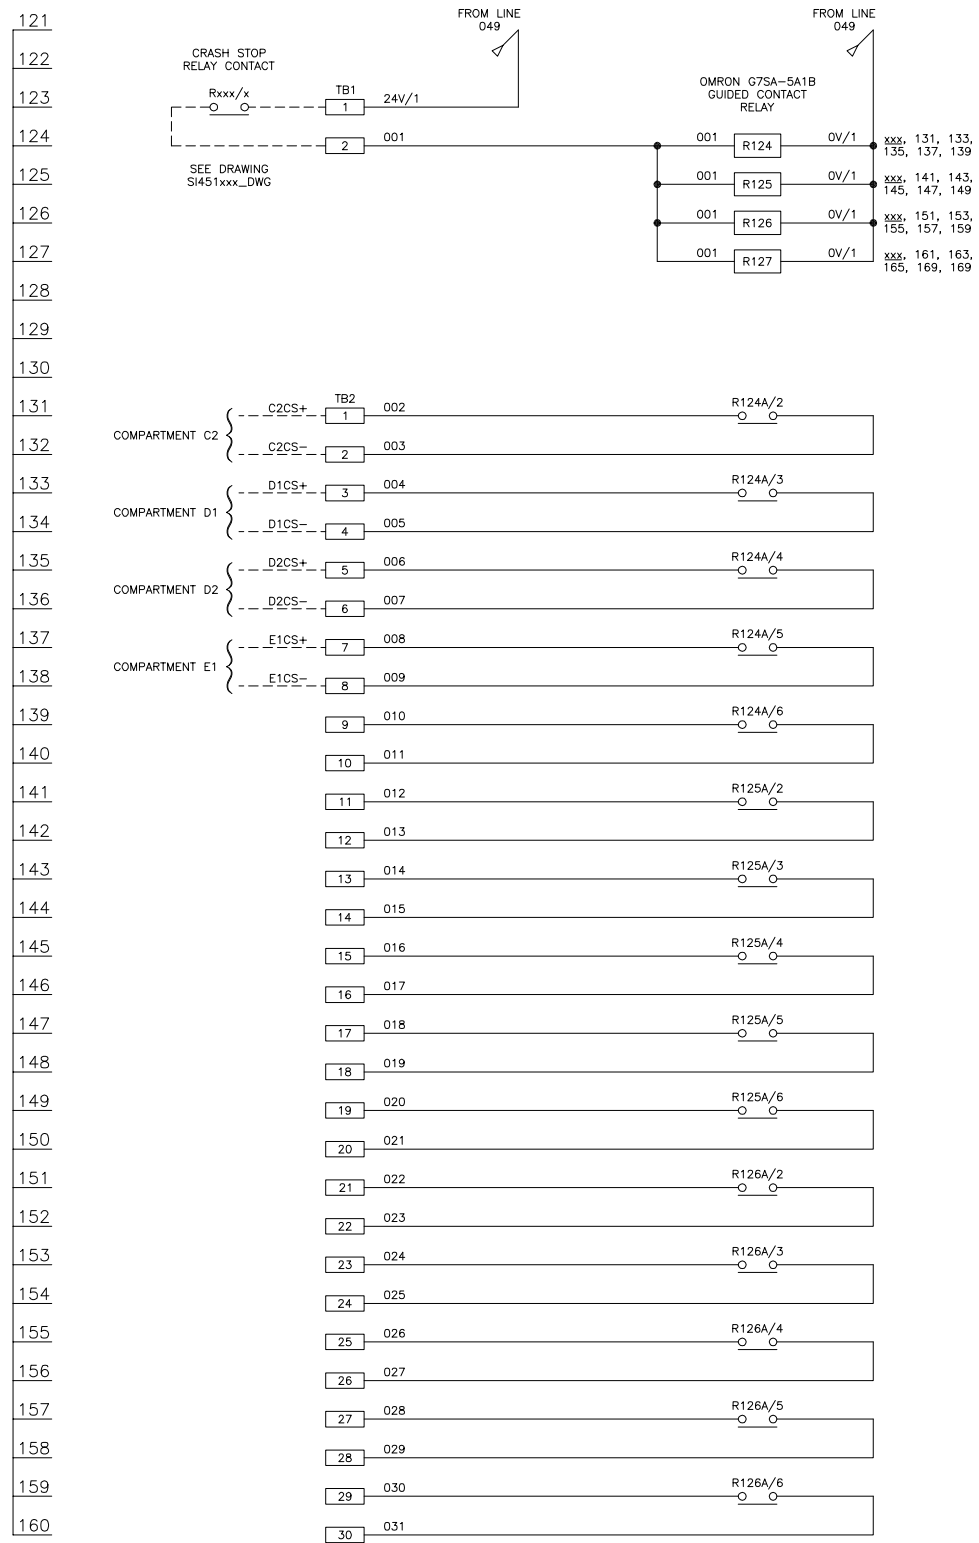 121
FROM LINE
049
FROM LINE
049
122
CRASH STOP
RELAY CONTACT
OMRON G7SA-5A1B
GUIDED CONTACT
RELAY
123
Rxxx/x
TB1
1
24V/1
124
2
001
001
R124
0V/1
xxx, 131, 133,
135, 137, 139
SEE DRAWING
SI451xxx_DWG
125
001
R125
0V/1
xxx, 141, 143,
145, 147, 149
126
001
R126
0V/1
xxx, 151, 153,
155, 157, 159
127
001
R127
0V/1
xxx, 161, 163,
165, 169, 169
128
129
130
131
C2CS+
TB2
1
002
R124A/2
COMPARTMENT C2
132
C2CS-
2
003
133
D1CS+
3
004
R124A/3
COMPARTMENT D1
134
D1CS-
4
005
135
D2CS+
5
006
R124A/4
COMPARTMENT D2
136
D2CS-
6
007
137
E1CS+
7
008
R124A/5
COMPARTMENT E1
138
E1CS-
8
009
139
9
010
R124A/6
140
10
011
141
11
012
R125A/2
142
12
013
143
13
014
R125A/3
144
14
015
145
15
016
R125A/4
146
16
017
147
17
018
R125A/5
148
18
019
149
19
020
R125A/6
150
20
021
151
21
022
R126A/2
152
22
023
153
23
024
R126A/3
154
24
025
155
25
026
R126A/4
156
26
027
157
27
028
R126A/5
158
28
029
159
29
030
R126A/6
160
30
031